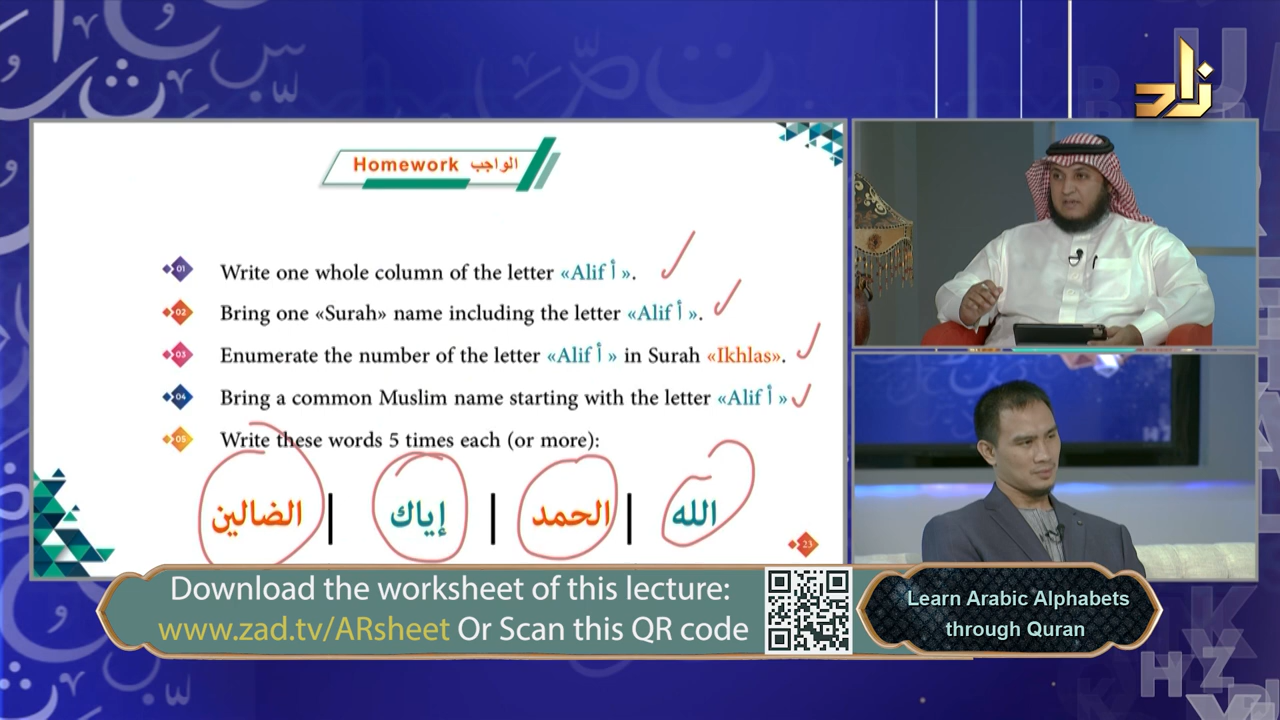 زاد
Homework الواجب
01 Write one whole column of the letter «Alif أ».
02 Bring one «Surah» name including the letter «Alif أ».
03 Enumerate the number of the letter «Alif أ» in Surah «Ikhlas».
04 Bring a common Muslim name starting with the letter «Alif أ»
05 Write these words 5 times each (or more):
الله | الحمد | إياك | الضالين
23
Download the worksheet of this lecture:
www.zad.tv/ARsheet Or Scan this QR code
Learn Arabic Alphabets
through Quran